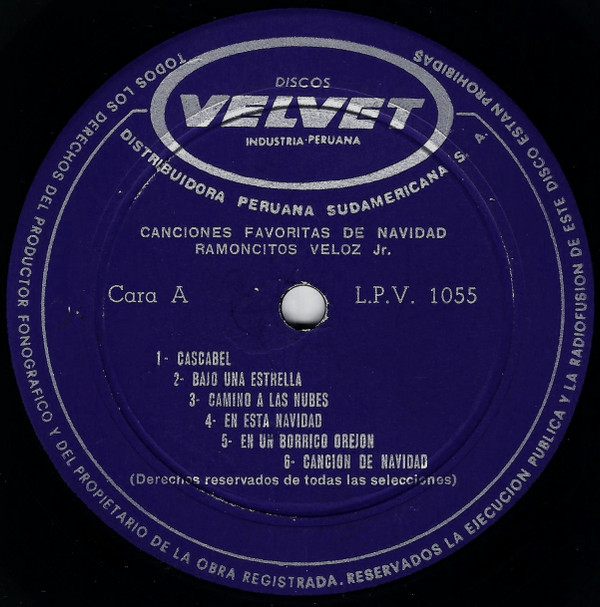 DISCOS
VELVET
INDUSTRIA-PERUANA
DISTRIBUIDORA PERUANA SUDAMERICANA S. A.
CANCIONES FAVORITAS DE NAVIDAD
RAMONCITOS VELOZ Jr.
Cara A
L.P.V. 1055
1- CASCABEL
2- BAJO UNA ESTRELLA
3- CAMINO A LAS NUBES
4- EN ESTA NAVIDAD
5- EN UN BORRICO OREJON
6- CANCION DE NAVIDAD
(Derechos reservados de todas las selecciones)
TODOS LOS DERECHOS DEL PRODUCTOR FONOGRAFICO Y DEL PROPIETARIO DE LA OBRA REGISTRADA. RESERVADOS LA EJECUCION PUBLICA Y LA RADIOFUSION DE ESTE DISCO ESTAN PROHIBIDAS